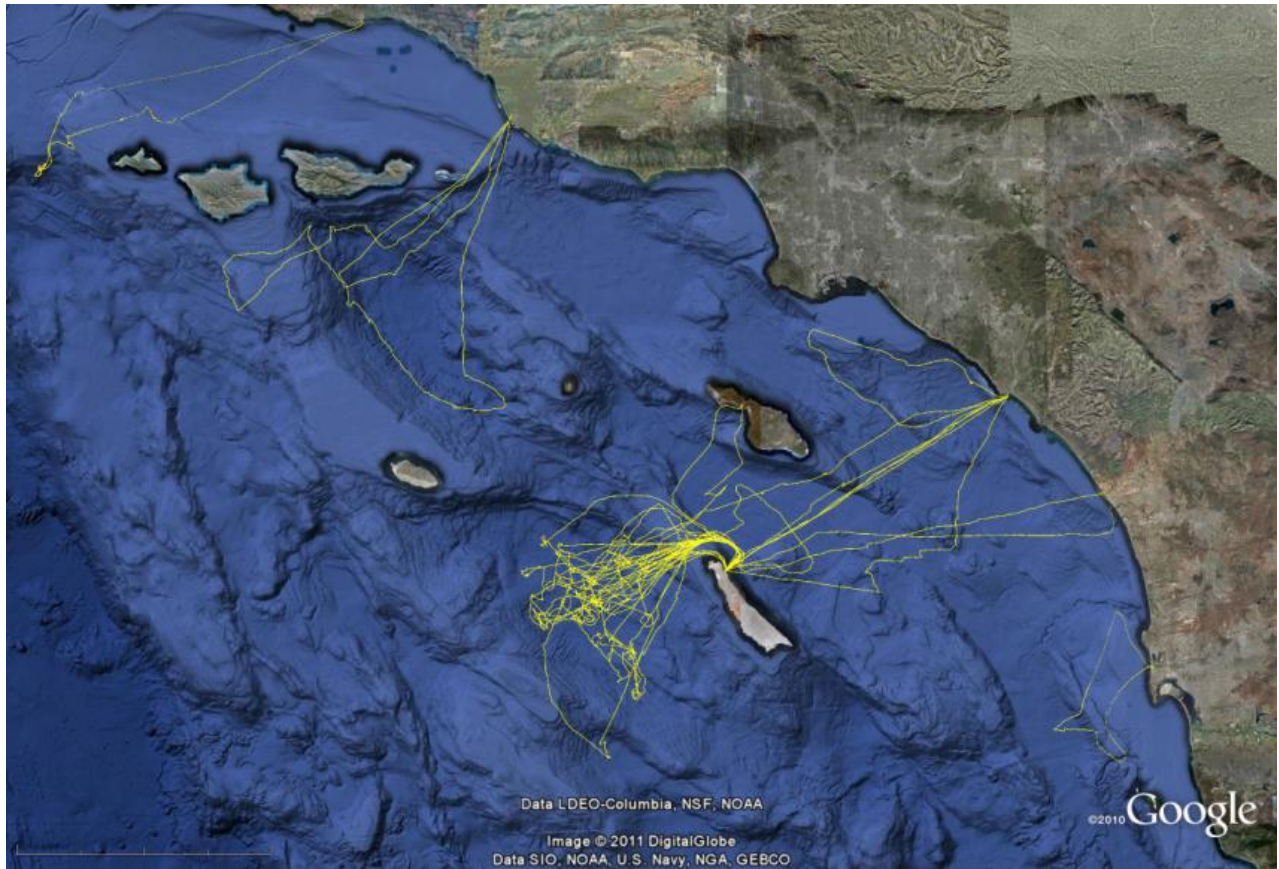 Data LDEO-Columbia, NSF, NOAA
©2010 Google
Image © 2011 DigitalGlobe
Data SIO, NOAA, U.S. Navy, NGA, GEBCO